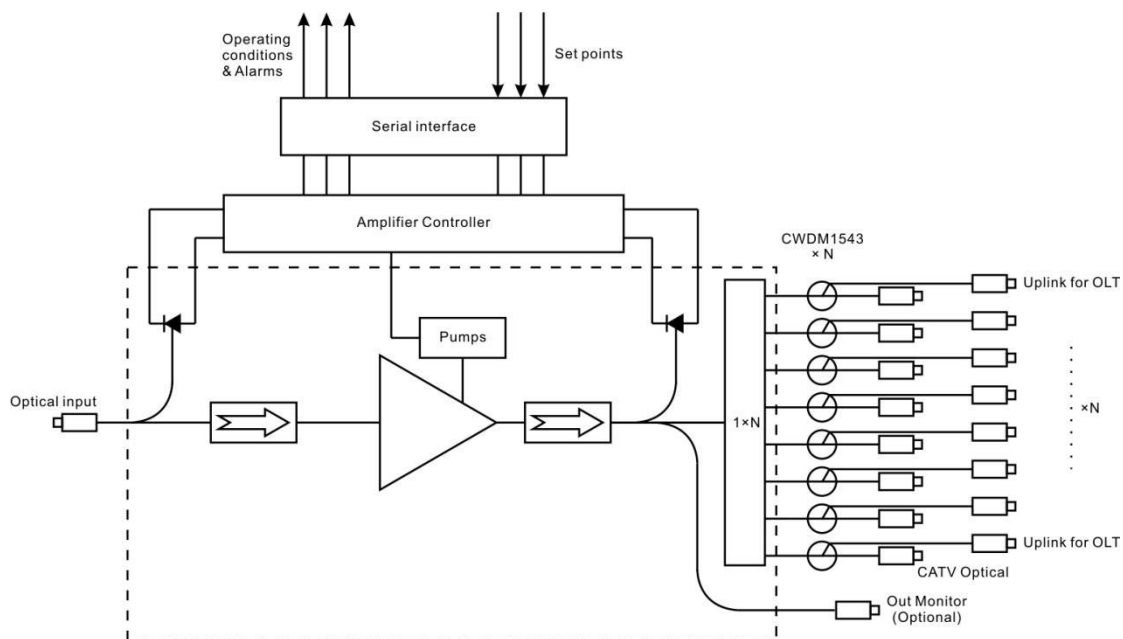 Operating
conditions
& Alarms
Set points
Serial interface
Amplifier Controller
CWDM1543
× N
Uplink for OLT
Pumps
Optical input
1×N
×N
Uplink for OLT
CATV Optical
Out Monitor
(Optional)